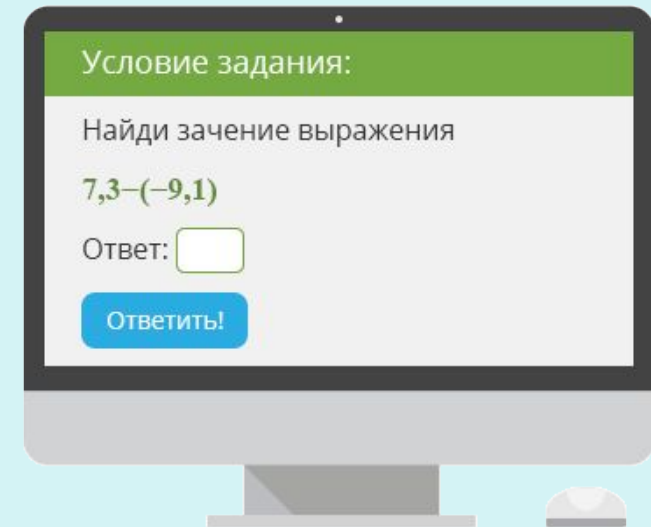 Условие задания:
Найди зачение выражения
7,3−(−9,1)
Ответ:
Ответить!